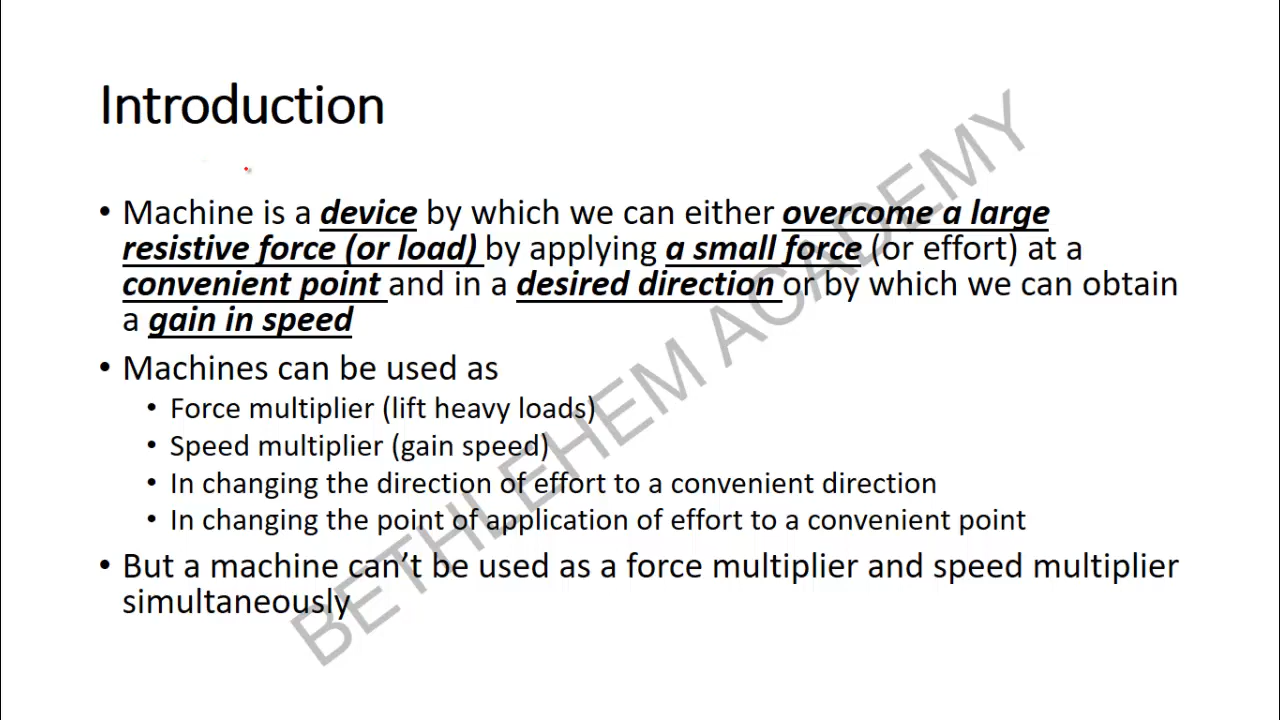 Introduction
• Machine is a device by which we can either overcome a large
resistive force (or load) by applying a small force (or effort) at a
convenient point and in a desired direction or by which we can obtain
a gain in speed
• Machines can be used as
• Force multiplier (lift heavy loads)
• Speed multiplier (gain speed)
• In changing the direction of effort to a convenient direction
• In changing the point of application of effort to a convenient point
• But a machine can’t be used as a force multiplier and speed multiplier
simultaneously
BETHLEHEM ACADEMY